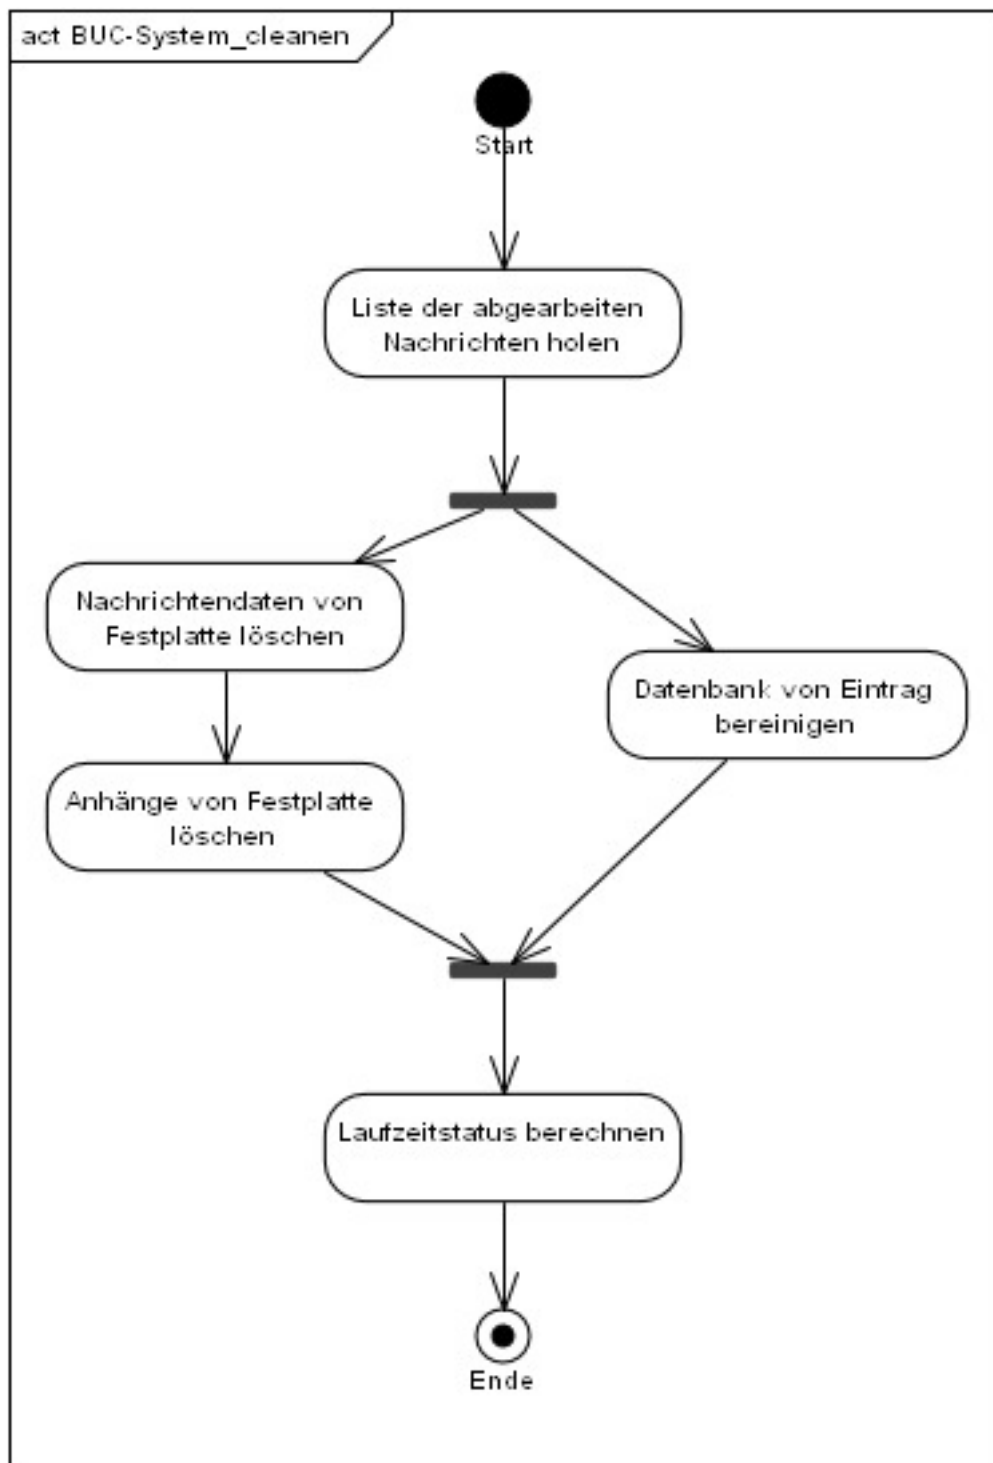 act BUC-System_cleanen
Start
Liste der abgearbeiten
Nachrichten holen
Nachrichtendaten von
Festplatte löschen
Datenbank von Eintrag
bereinigen
Anhänge von Festplatte
löschen
Laufzeitstatus berechnen
Ende